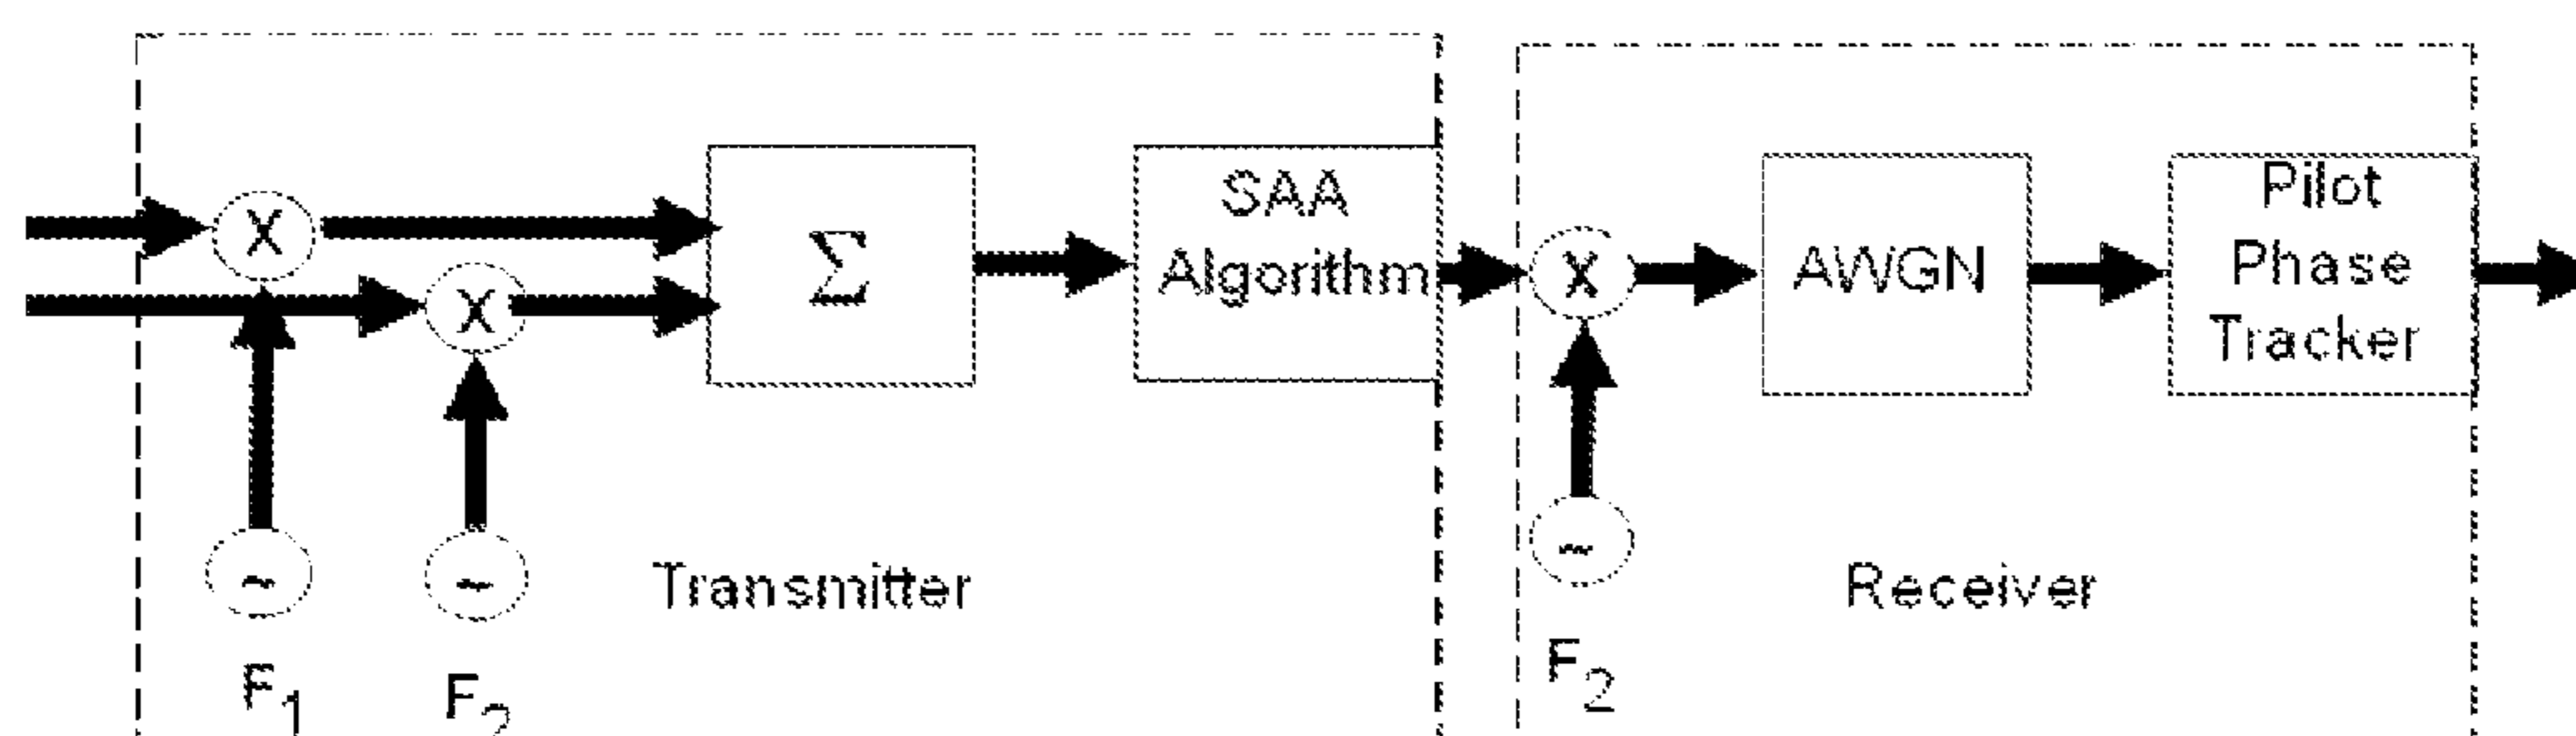 X
X
Σ
SAA
Algorithm
X
AWGN
Pilot
Phase
Tracker
~
~
~
Transmitter
Receiver
F1
F2
F2